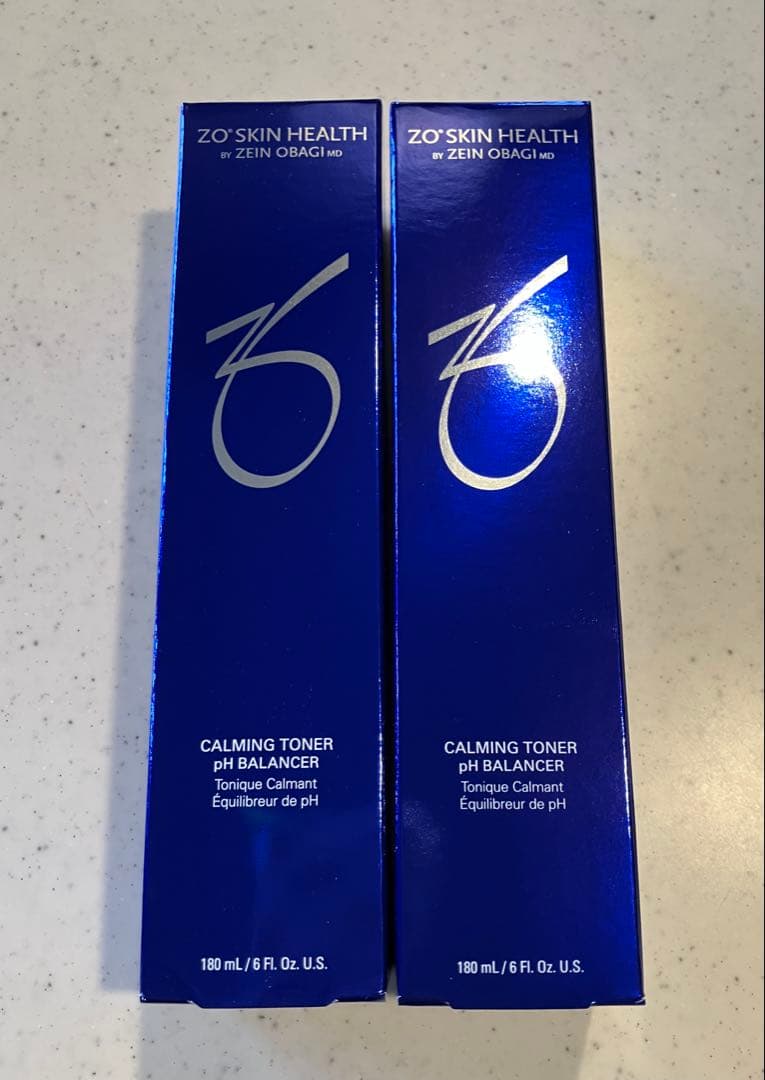 ZO® SKIN HEALTH
BY ZEIN OBAGI MD
CALMING TONER
pH BALANCER
Tonique Calmant
Équilibreur de pH
180 mL / 6 Fl. Oz. U.S.
ZO® SKIN HEALTH
BY ZEIN OBAGI MD
CALMING TONER
pH BALANCER
Tonique Calmant
Équilibreur de pH
180 mL / 6 Fl. Oz. U.S.